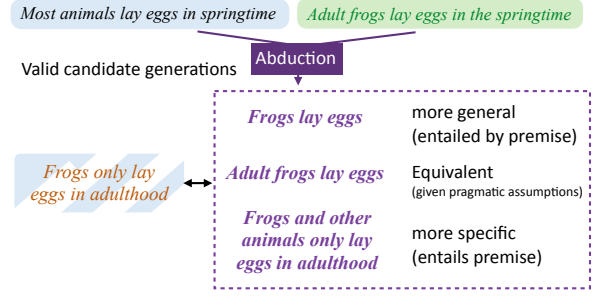 Most animals lay eggs in springtime
Adult frogs lay eggs in the springtime
Valid candidate generations
Abduction
Frogs lay eggs
more general
(entailed by premise)
Frogs only lay
eggs in adulthood
Adult frogs lay eggs
Equivalent
(given pragmatic assumptions)
Frogs and other
animals only lay
eggs in adulthood
more specific
(entails premise)